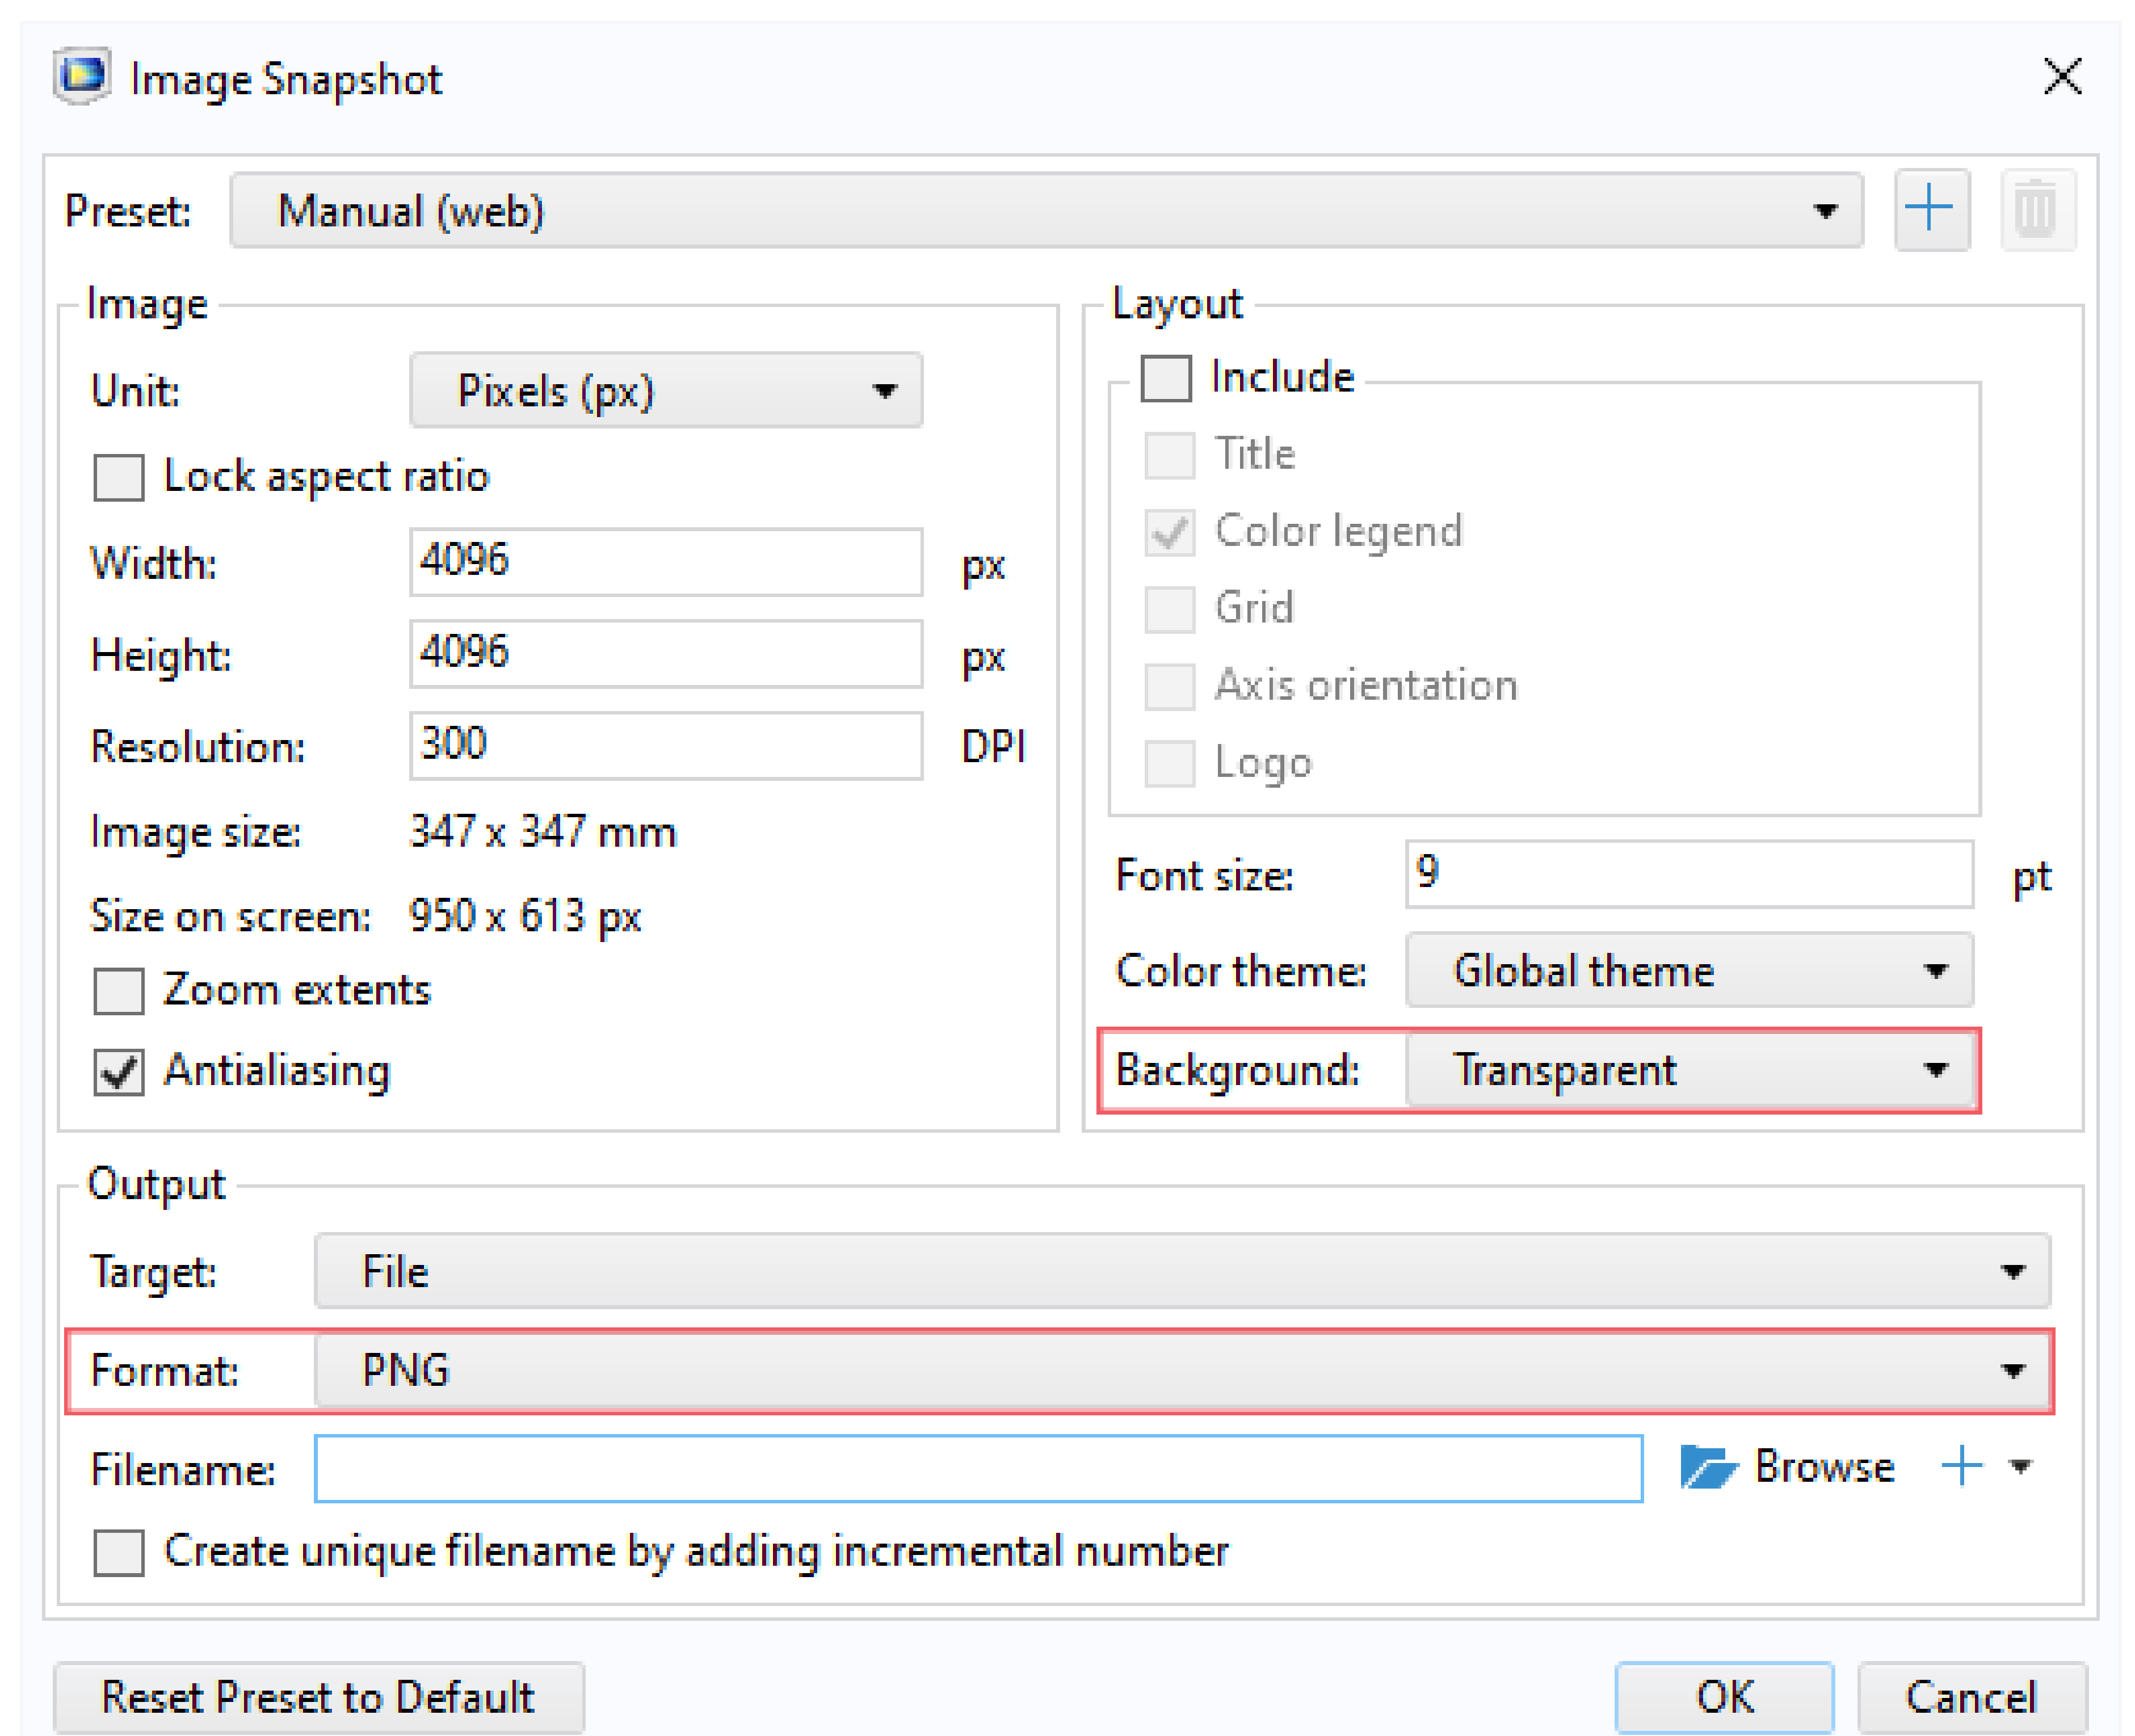 Image Snapshot
Preset: Manual (web)
Image
Unit: Pixels (px)
Lock aspect ratio
Width: 4096 px
Height: 4096 px
Resolution: 300 DPI
Image size: 347 x 347 mm
Size on screen: 950 x 613 px
Zoom extents
Antialiasing
Layout
Include
Title
Color legend
Grid
Axis orientation
Logo
Font size: 9 pt
Color theme: Global theme
Background: Transparent
Output
Target: File
Format: PNG
Filename: Browse
Create unique filename by adding incremental number
Reset Preset to Default OK Cancel